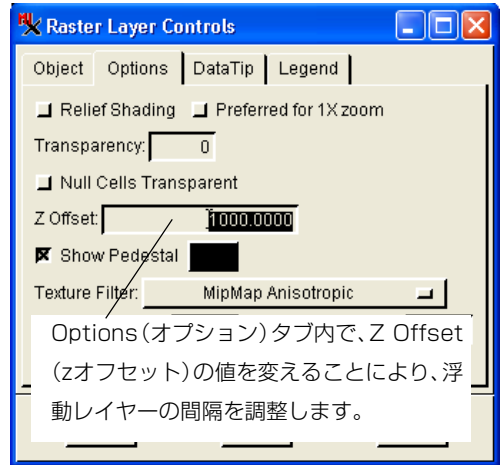 Raster Layer Controls
Object Options DataTip Legend
Relief Shading Preferred for 1X zoom
Transparency: 0
Null Cells Transparent
Z Offset: 1000.0000
Show Pedestal
Texture Filter: MipMap Anisotropic
Options（オプション）タブ内で、Z Offset
（zオフセット）の値を変えることにより、浮
動レイヤーの間隔を調整します。